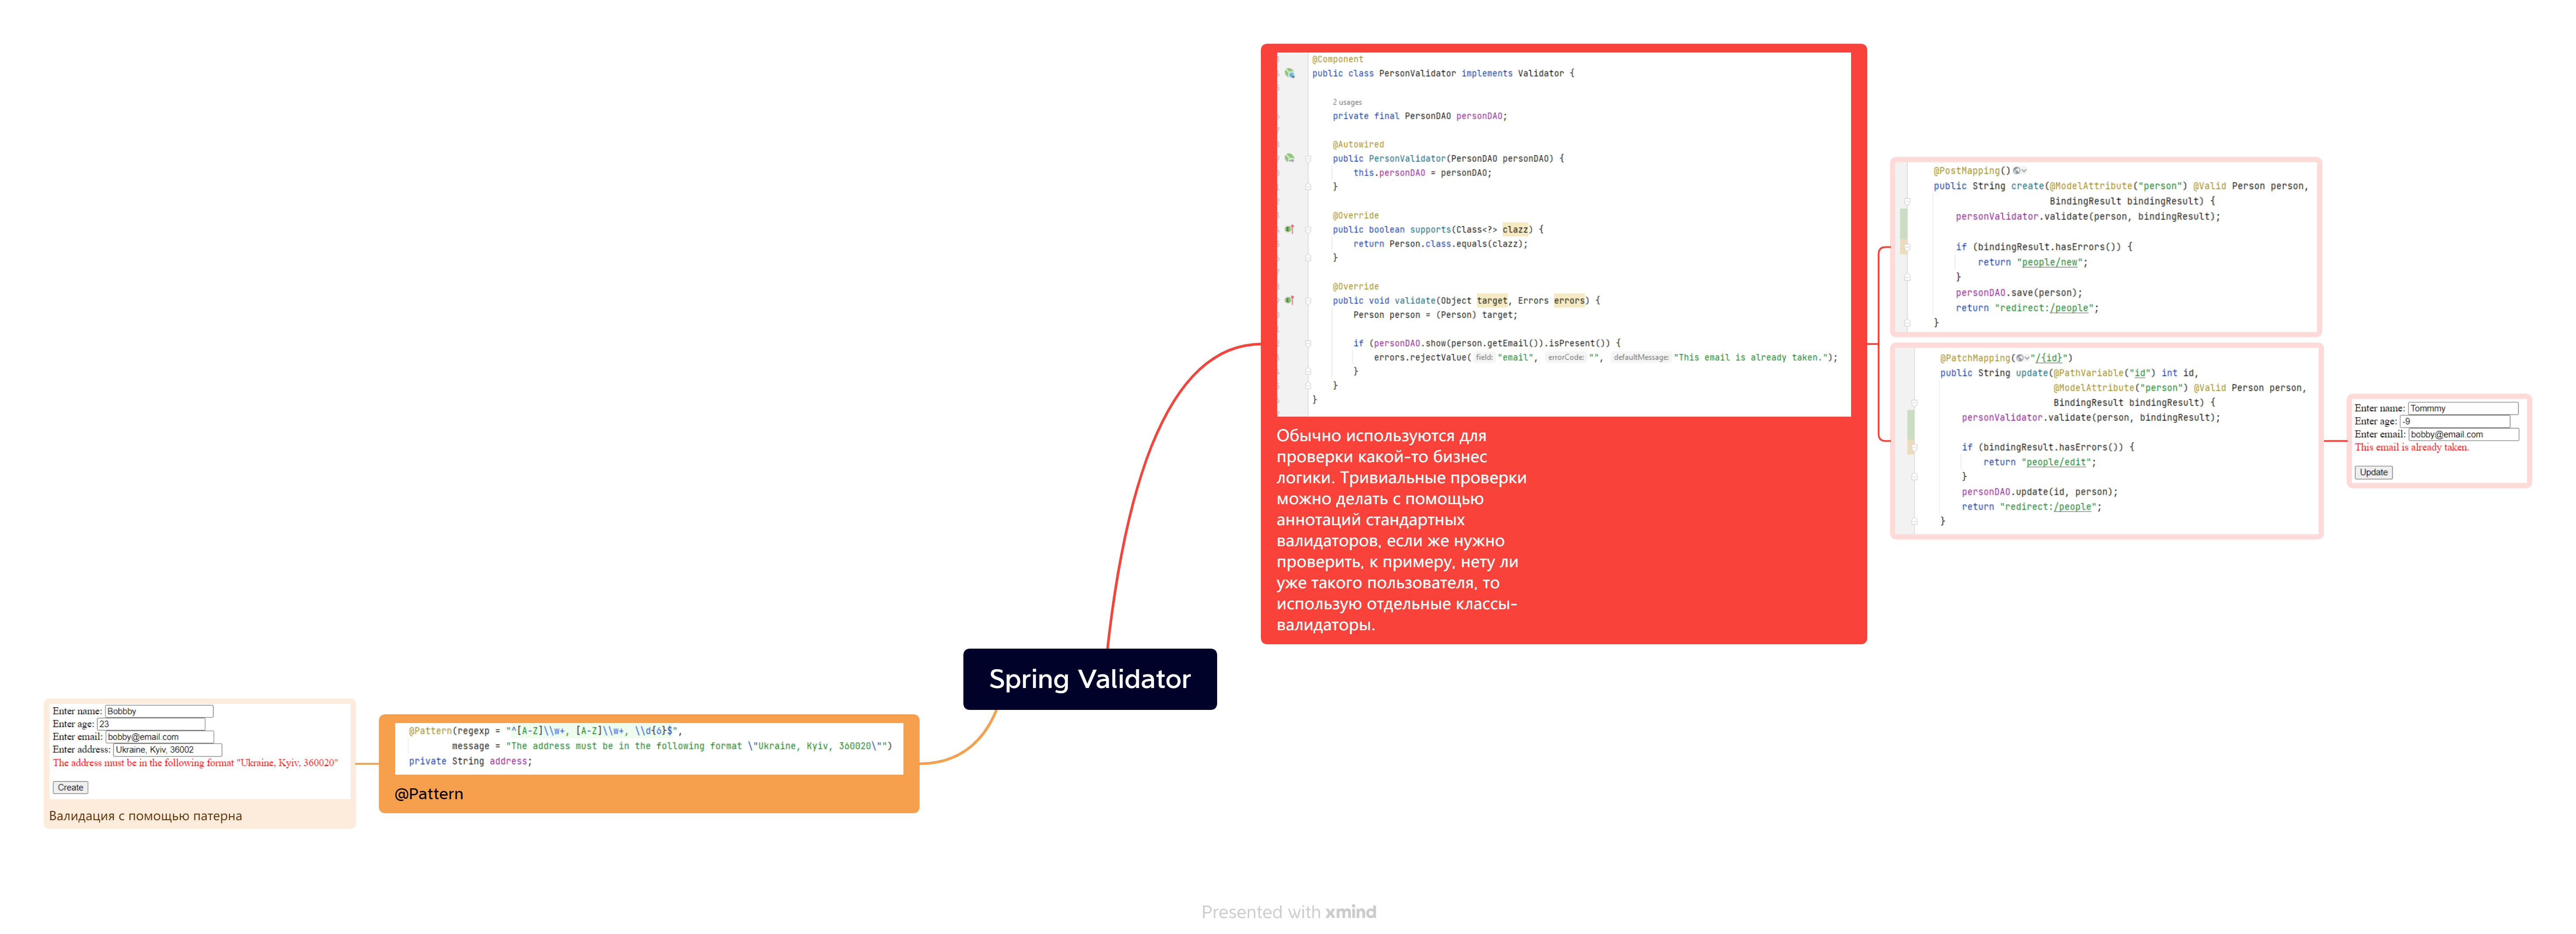 @Component
public class PersonValidator implements Validator {
2 usages
private final PersonDAO personDAO;
@Autowired
public PersonValidator(PersonDAO personDAO) {
this.personDAO = personDAO;
}
@Override
public boolean supports(Class<?> clazz) {
return Person.class.equals(clazz);
}
@Override
public void validate(Object target, Errors errors) {
Person person = (Person) target;
if (personDAO.show(person.getEmail()).isPresent()) {
errors.rejectValue( field: "email", errorCode: "", defaultMessage: "This email is already taken.");
}
}
}
Обычно используются для
проверки какой-то бизнес
логики. Тривиальные проверки
можно делать с помощью
аннотаций стандартных
валидаторов, если же нужно
проверить, к примеру, нету ли
уже такого пользователя, то
использую отдельные классы-
валидаторы.
@PostMapping()
public String create(@ModelAttribute("person") @Valid Person person,
BindingResult bindingResult) {
personValidator.validate(person, bindingResult);
if (bindingResult.hasErrors()) {
return "people/new";
}
personDAO.save(person);
return "redirect:/people";
}
@PatchMapping("/{id}")
public String update(@PathVariable("id") int id,
@ModelAttribute("person") @Valid Person person,
BindingResult bindingResult) {
personValidator.validate(person, bindingResult);
if (bindingResult.hasErrors()) {
return "people/edit";
}
personDAO.update(id, person);
return "redirect:/people";
}
Enter name: Tommmy
Enter age: -9
Enter email: bobby@email.com
This email is already taken.
Update
Spring Validator
@Pattern(regexp = "^[A-Z]\\w+, [A-Z]\\w+, \\d{6}$",
message = "The address must be in the following format \"Ukraine, Kyiv, 360020\"")
private String address;
@Pattern
Enter name: Bobbby
Enter age: 23
Enter email: bobby@email.com
Enter address: Ukraine, Kyiv, 36002
The address must be in the following format "Ukraine, Kyiv, 360020"
Create
Валидация с помощью патерна
Presented with xmind